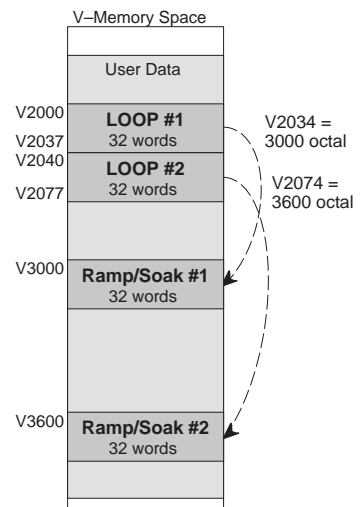 V–Memory Space
User Data
V2000
LOOP #1
V2037
32 words
V2034 =
3000 octal
V2040
LOOP #2
V2077
32 words
V2074 =
3600 octal
V3000
Ramp/Soak #1
32 words
V3600
Ramp/Soak #2
32 words